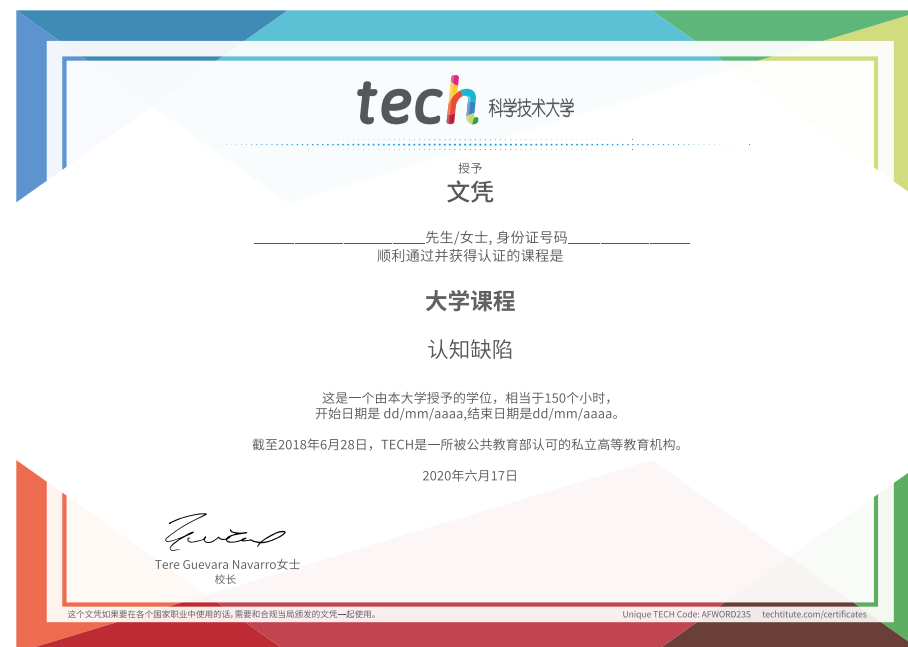 tech 科学技术大学
授予
文凭
______________________先生/女士, 身份证号码_______________
顺利通过并获得认证的课程是
大学课程
认知缺陷
这是一个由本大学授予的学位，相当于150个小时，
开始日期是 dd/mm/aaaa,结束日期是dd/mm/aaaa。
截至2018年6月28日，TECH是一所被公共教育部认可的私立高等教育机构。
2020年六月17日
Tere Guevara Navarro女士
校长
这个文凭如果要在各个国家职业中使用的话,需要和合规当局颁发的文凭一起使用。
Unique TECH Code: AFWORD23S techtitute.com/certificates